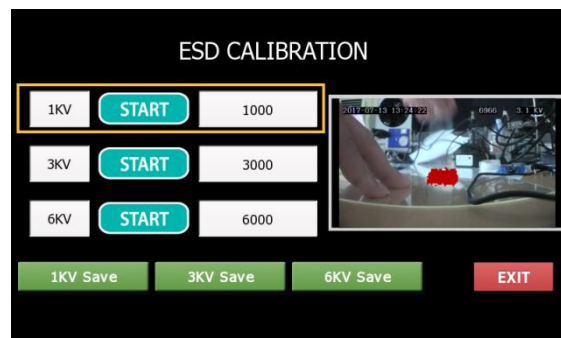 ESD CALIBRATION
1KV START 1000
2017-07-13 13:24:22 6966 3.1 KV
3KV START 3000
6KV START 6000
1KV Save 3KV Save 6KV Save EXIT